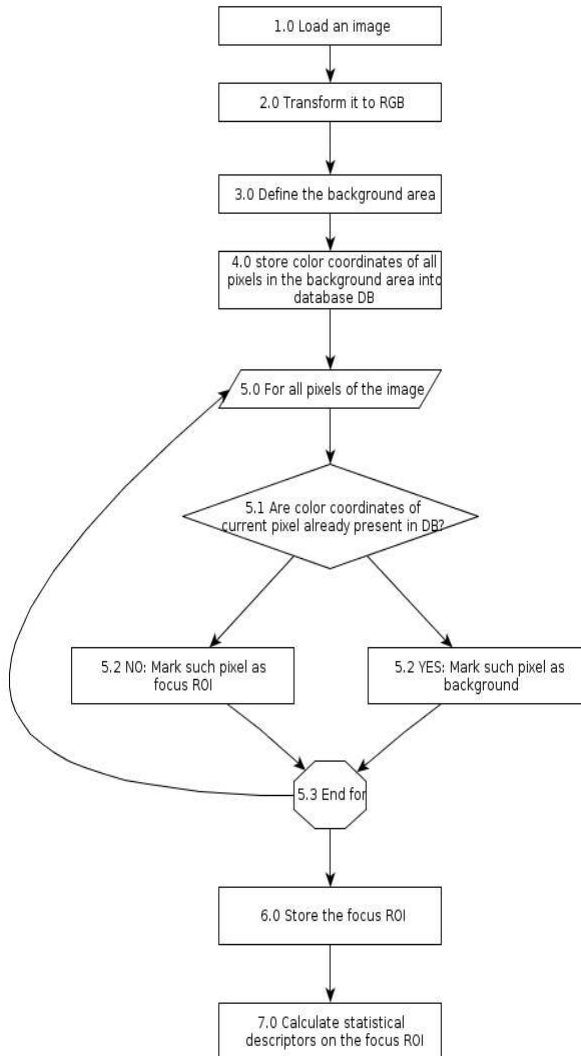 1.0 Load an image
2.0 Transform it to RGB
3.0 Define the background area
4.0 store color coordinates of all
pixels in the background area into
database DB
5.0 For all pixels of the image
5.1 Are color coordinates of
current pixel already present in DB?
5.2 NO: Mark such pixel as
focus ROI
5.2 YES: Mark such pixel as
background
5.3 End for
6.0 Store the focus ROI
7.0 Calculate statistical
descriptors on the focus ROI